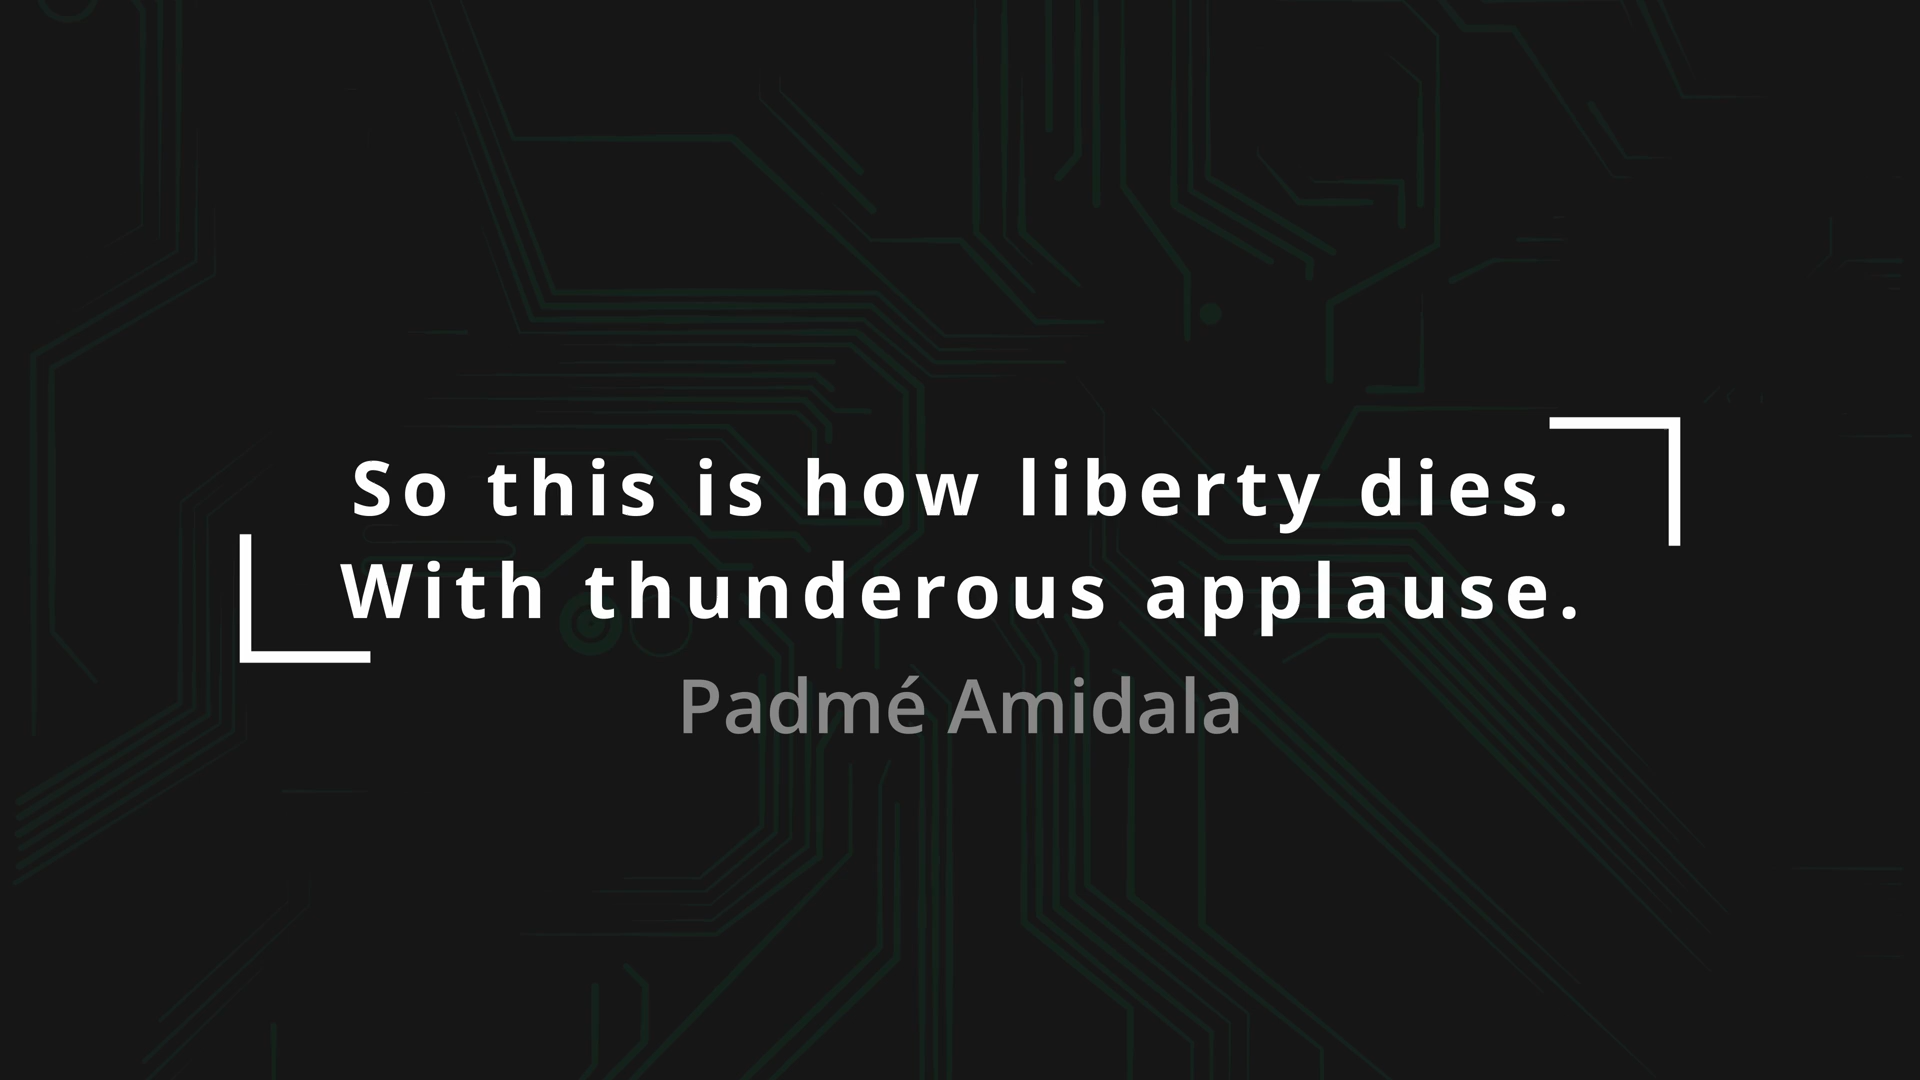 So this is how liberty dies.
With thunderous applause.
Padmé Amidala